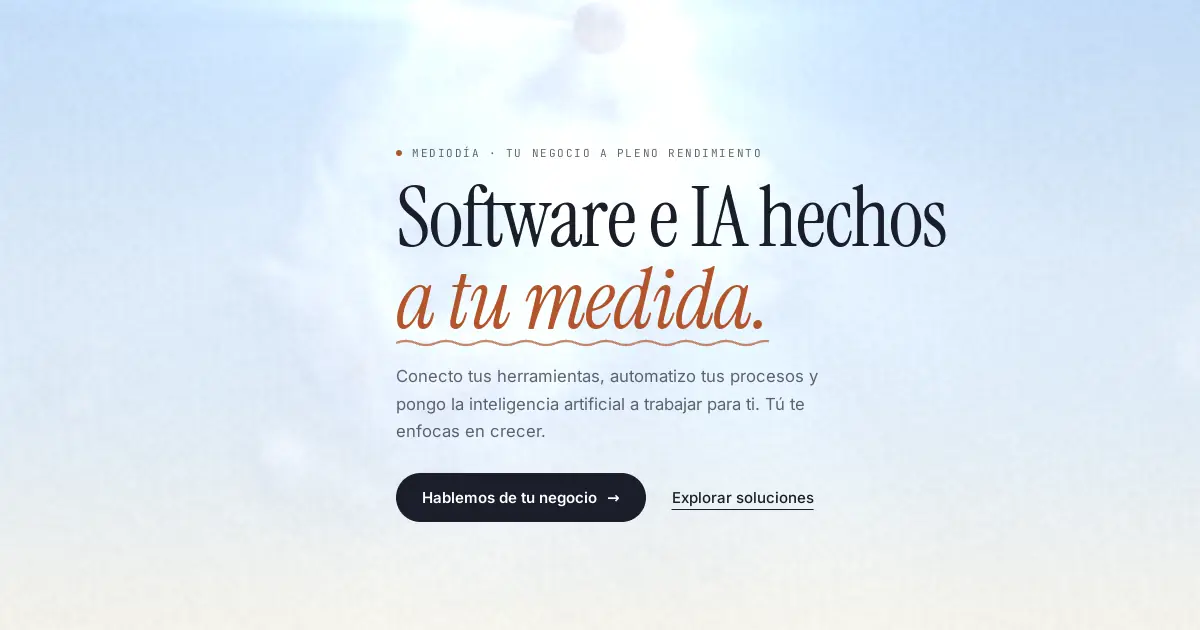 MEDIODÍA · TU NEGOCIO A PLENO RENDIMIENTO
Software e IA hechos
a tu medida.
Conecto tus herramientas, automatizo tus procesos y
pongo la inteligencia artificial a trabajar para ti. Tú te
enfocas en crecer.
Hablemos de tu negocio → Explorar soluciones